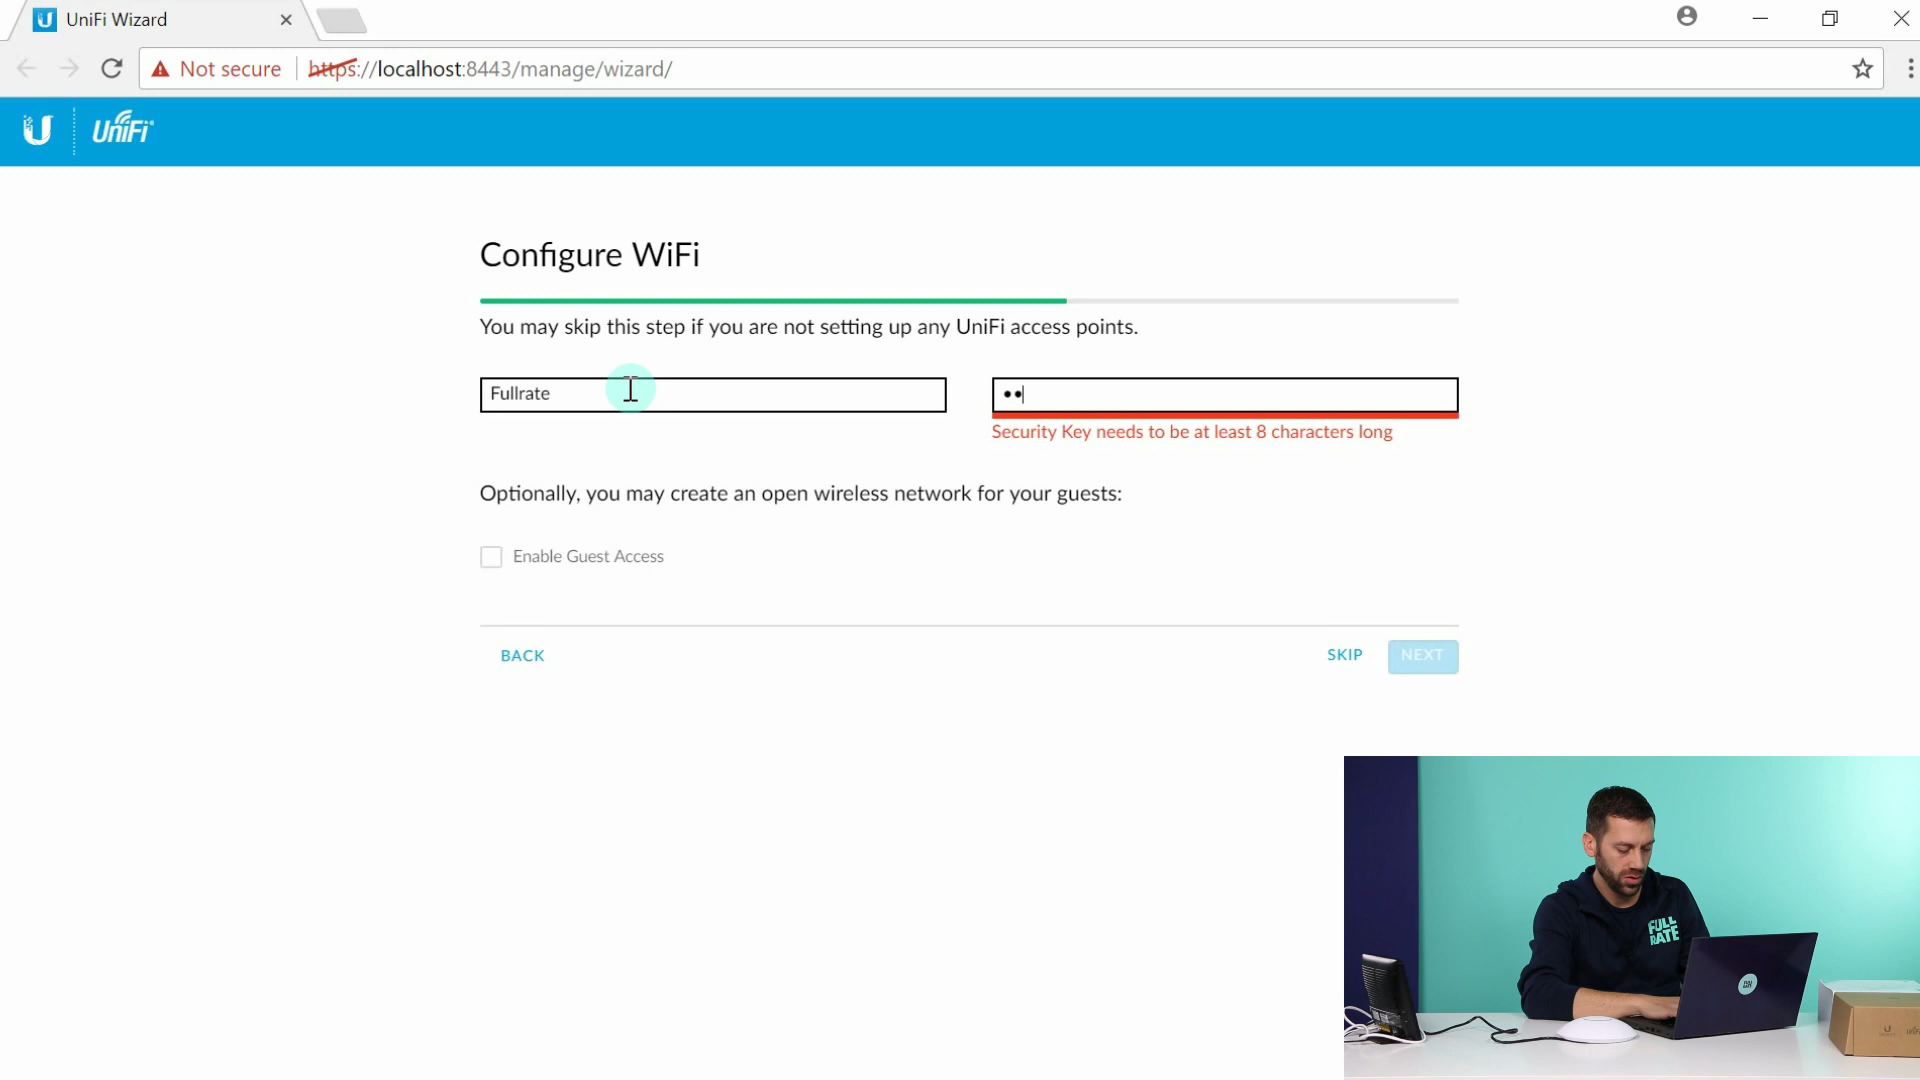 UniFi Wizard
Not secure https://localhost:8443/manage/wizard/
U UniFi
Configure WiFi
You may skip this step if you are not setting up any UniFi access points.
Fullrate ••
Security Key needs to be at least 8 characters long
Optionally, you may create an open wireless network for your guests:
Enable Guest Access
BACK SKIP NEXT
FULL
RATE